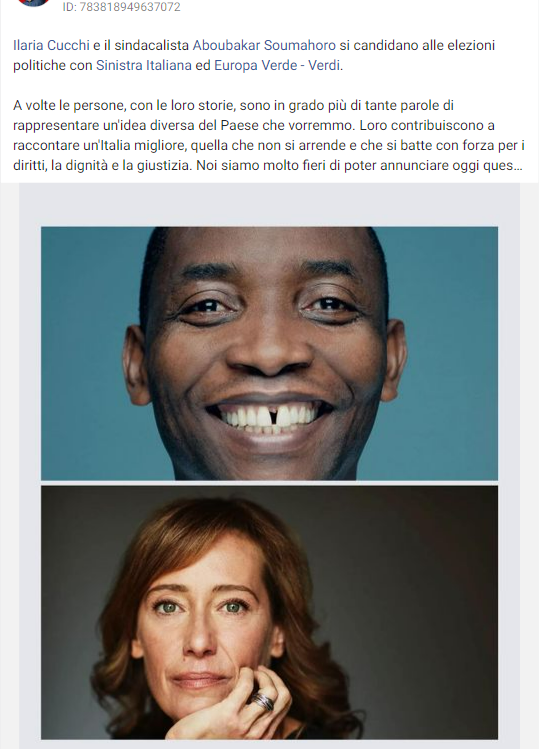 ID: 783818949637072
Ilaria Cucchi e il sindacalista Aboubakar Soumahoro si candidano alle elezioni
politiche con Sinistra Italiana ed Europa Verde - Verdi.
A volte le persone, con le loro storie, sono in grado più di tante parole di
rappresentare un'idea diversa del Paese che vorremmo. Loro contribuiscono a
raccontare un'Italia migliore, quella che non si arrende e che si batte con forza per i
diritti, la dignità e la giustizia. Noi siamo molto fieri di poter annunciare oggi ques...